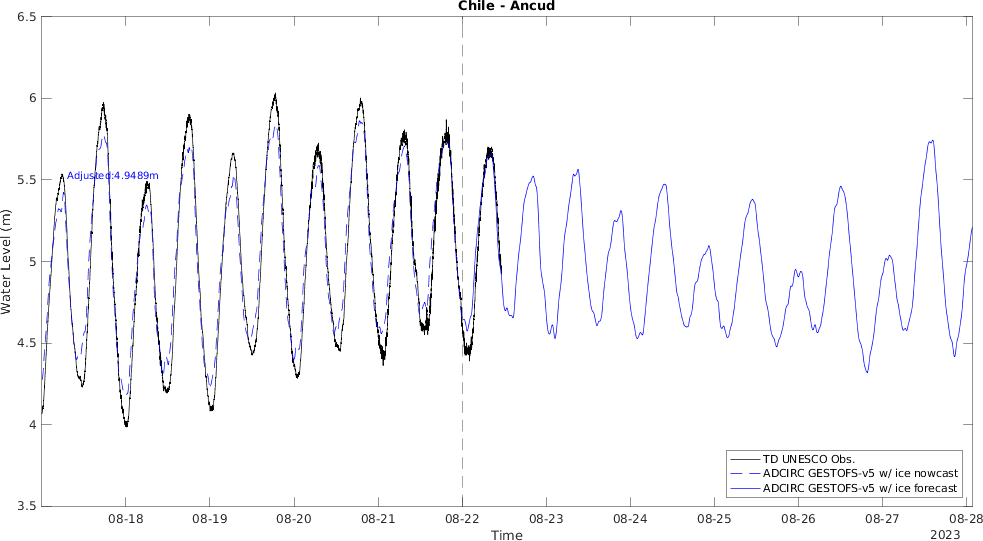 Chile - Ancud
6.5
6
5.5
5
4.5
4
3.5
Water Level (m)
Adjusted:4.9489m
TD UNESCO Obs.
ADCIRC GESTOFS-v5 w/ ice nowcast
ADCIRC GESTOFS-v5 w/ ice forecast
08-18 08-19 08-20 08-21 08-22 08-23 08-24 08-25 08-26 08-27 08-28
Time
2023